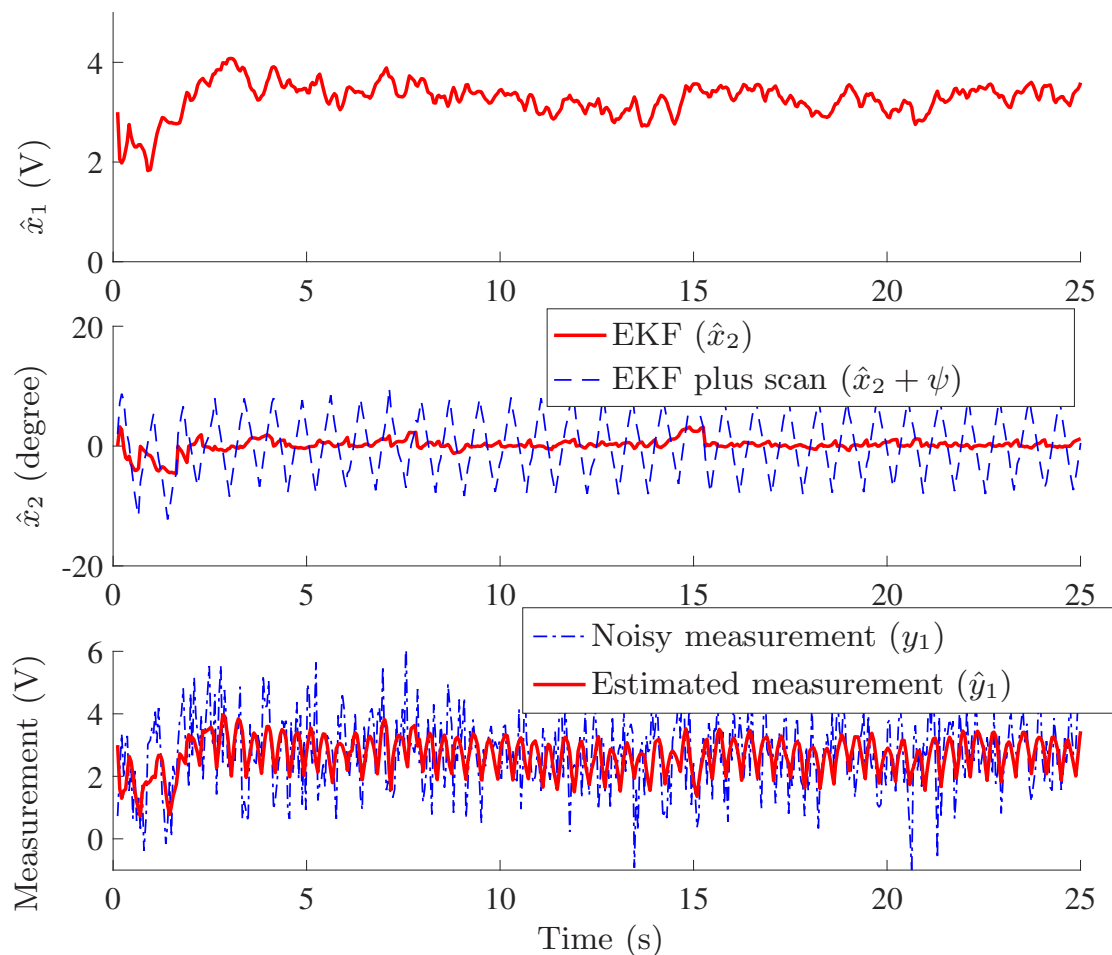 4
2
0
x̂₁ (V)
0 5 10 15 20 25
20
0
-20
x̂₂ (degree)
EKF (x̂₂)
EKF plus scan (x̂₂ + ψ)
0 5 10 15 20 25
6
4
2
0
Measurement (V)
Noisy measurement (y₁)
Estimated measurement (ŷ₁)
0 5 10 15 20 25
Time (s)